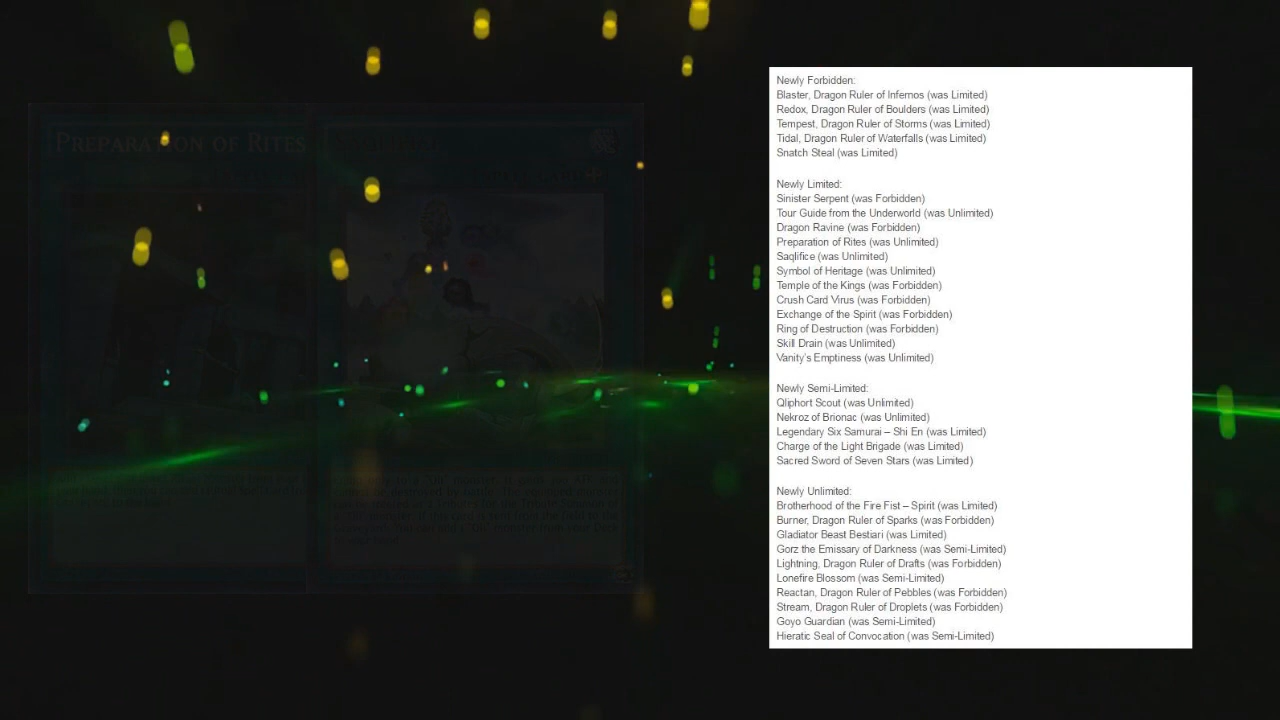 PREPARATION OF RITES
Newly Forbidden:
Blaster, Dragon Ruler of Infernos (was Limited)
Redox, Dragon Ruler of Boulders (was Limited)
Tempest, Dragon Ruler of Storms (was Limited)
Tidal, Dragon Ruler of Waterfalls (was Limited)
Snatch Steal (was Limited)
Newly Limited:
Sinister Serpent (was Forbidden)
Tour Guide from the Underworld (was Unlimited)
Dragon Ravine (was Forbidden)
Preparation of Rites (was Unlimited)
Saqlifice (was Unlimited)
Symbol of Heritage (was Unlimited)
Temple of the Kings (was Forbidden)
Crush Card Virus (was Forbidden)
Exchange of the Spirit (was Forbidden)
Ring of Destruction (was Forbidden)
Skill Drain (was Unlimited)
Vanity's Emptiness (was Unlimited)
Newly Semi-Limited:
Qliphort Scout (was Unlimited)
Nekroz of Brionac (was Unlimited)
Legendary Six Samurai – Shi En (was Limited)
Charge of the Light Brigade (was Limited)
Sacred Sword of Seven Stars (was Limited)
Newly Unlimited:
Brotherhood of the Fire Fist – Spirit (was Limited)
Burner, Dragon Ruler of Sparks (was Forbidden)
Gladiator Beast Bestiari (was Limited)
Gorz the Emissary of Darkness (was Semi-Limited)
Lightning, Dragon Ruler of Drafts (was Forbidden)
Lonefire Blossom (was Semi-Limited)
Reactan, Dragon Ruler of Pebbles (was Forbidden)
Stream, Dragon Ruler of Droplets (was Forbidden)
Goyo Guardian (was Semi-Limited)
Hieratic Seal of Convocation (was Semi-Limited)